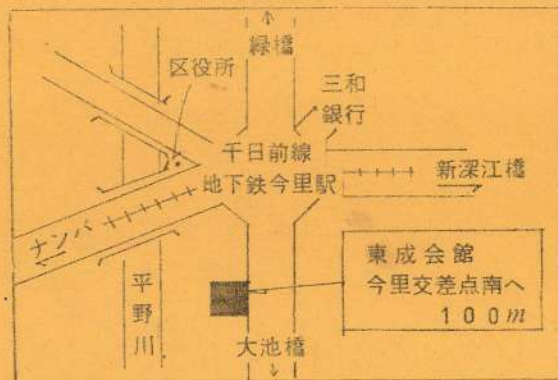 緑橋
区役所
三和
銀行
千日前線
地下鉄今里駅
新深江橋
ナンバ
平野川
東成会館
今里交差点南へ
100m
大池橋